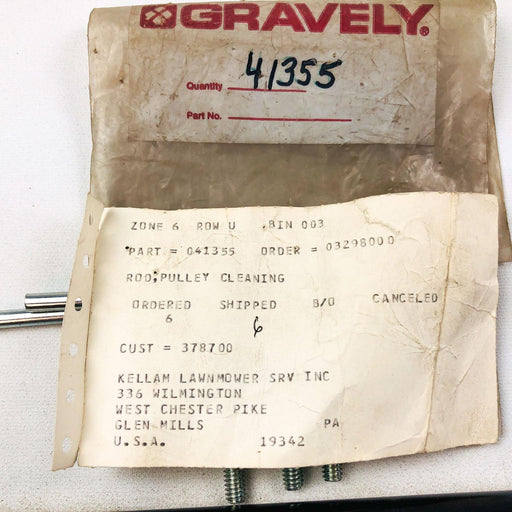 GRAVELY®
Quantity 41355
Part No.
ZONE 6 ROW U .BIN 003
PART = 041355 ORDER = 03298000
ROD,PULLEY CLEANING
ORDERED SHIPPED B/O CANCELED
6 6
CUST = 378700
KELLAM LAWNMOWER SRV INC
336 WILMINGTON
WEST CHESTER PIKE
GLEN MILLS PA
U.S.A. 19342